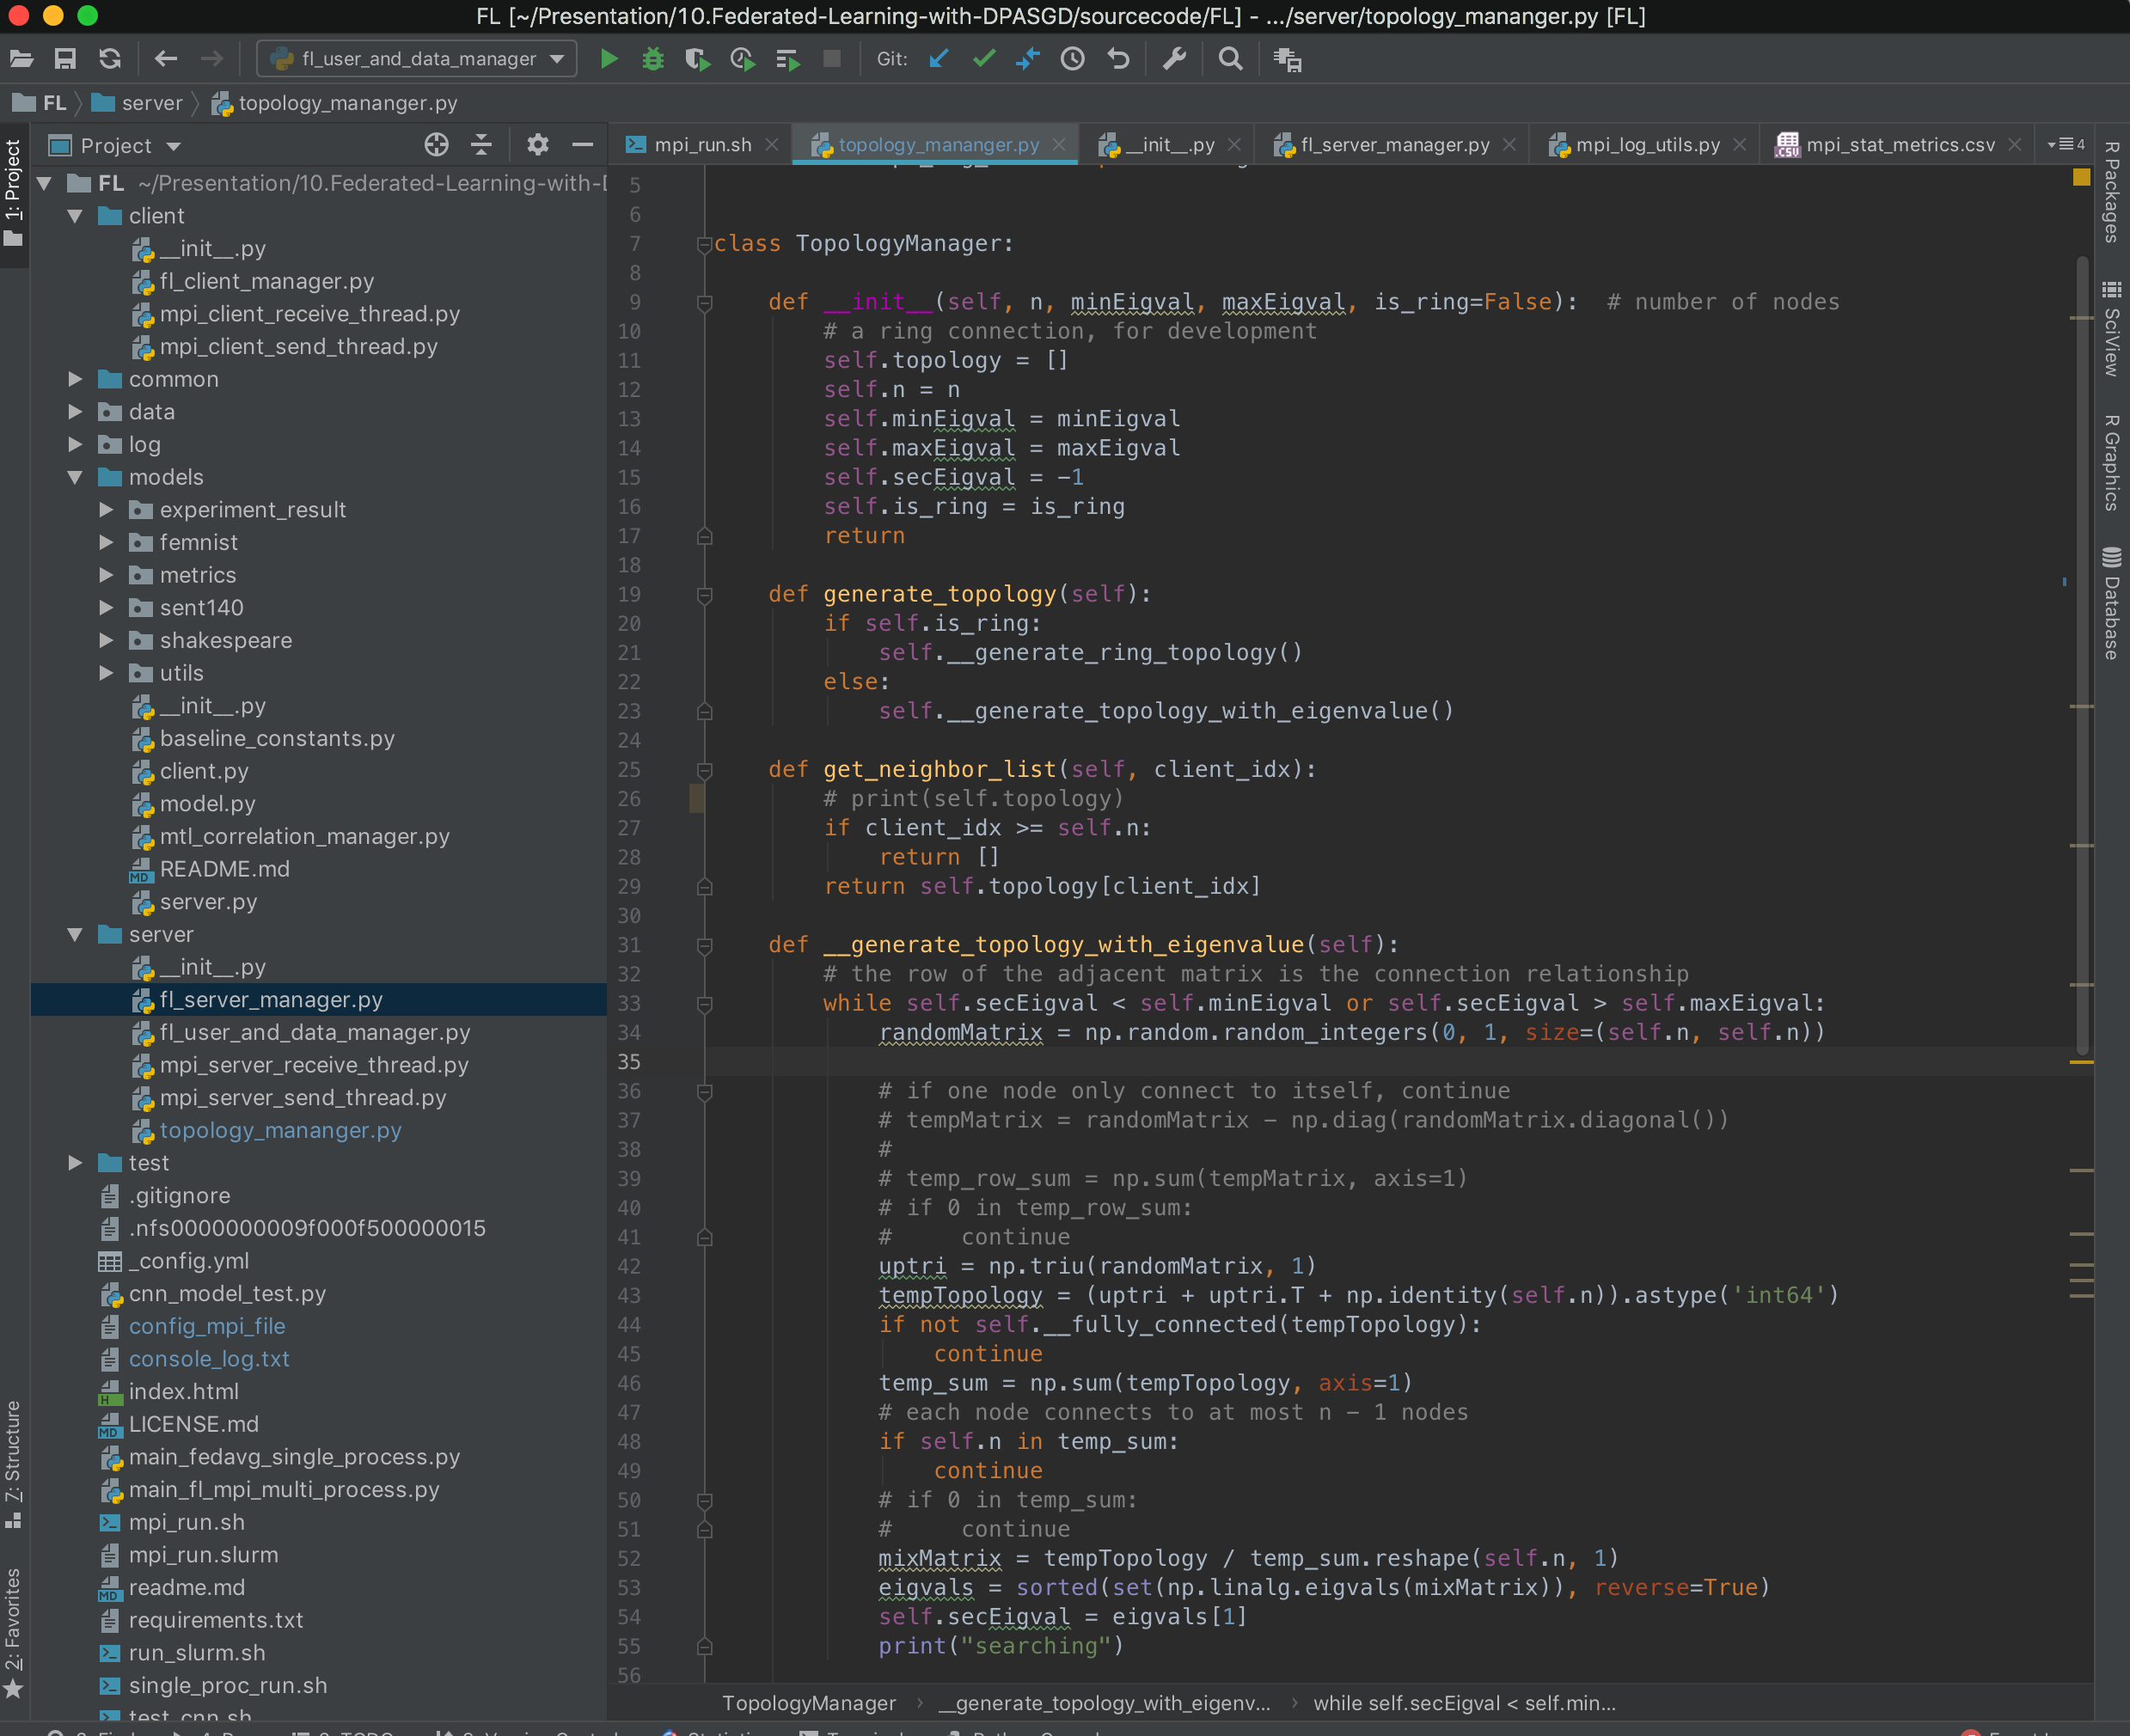 FL [~/Presentation/10.Federated-Learning-with-DPASGD/sourcecode/FL] - .../server/topology_mananger.py [FL]
fl_user_and_data_manager
Git:
FL
server
topology_mananger.py
1: Project
Z: Structure
2: Favorites
Project
FL ~/Presentation/10.Federated-Learning-with-
client
__init__.py
fl_client_manager.py
mpi_client_receive_thread.py
mpi_client_send_thread.py
common
data
log
models
experiment_result
femnist
metrics
sent140
shakespeare
utils
__init__.py
baseline_constants.py
client.py
model.py
mtl_correlation_manager.py
README.md
server.py
server
__init__.py
fl_server_manager.py
fl_user_and_data_manager.py
mpi_server_receive_thread.py
mpi_server_send_thread.py
topology_mananger.py
test
.gitignore
.nfs0000000009f000f500000015
_config.yml
cnn_model_test.py
config_mpi_file
console_log.txt
index.html
LICENSE.md
main_fedavg_single_process.py
main_fl_mpi_multi_process.py
mpi_run.sh
mpi_run.slurm
readme.md
requirements.txt
run_slurm.sh
single_proc_run.sh
test_cnn.sh
mpi_run.sh
topology_mananger.py
__init__.py
fl_server_manager.py
mpi_log_utils.py
mpi_stat_metrics.csv
4
5
6
7 class TopologyManager:
8
9 def __init__(self, n, minEigval, maxEigval, is_ring=False):  # number of nodes
10 # a ring connection, for development
11 self.topology = []
12 self.n = n
13 self.minEigval = minEigval
14 self.maxEigval = maxEigval
15 self.secEigval = -1
16 self.is_ring = is_ring
17 return
18
19 def generate_topology(self):
20 if self.is_ring:
21 self.__generate_ring_topology()
22 else:
23 self.__generate_topology_with_eigenvalue()
24
25 def get_neighbor_list(self, client_idx):
26 # print(self.topology)
27 if client_idx >= self.n:
28 return []
29 return self.topology[client_idx]
30
31 def __generate_topology_with_eigenvalue(self):
32 # the row of the adjacent matrix is the connection relationship
33 while self.secEigval < self.minEigval or self.secEigval > self.maxEigval:
34 randomMatrix = np.random.random_integers(0, 1, size=(self.n, self.n))
35
36 # if one node only connect to itself, continue
37 # tempMatrix = randomMatrix - np.diag(randomMatrix.diagonal())
38 #
39 # temp_row_sum = np.sum(tempMatrix, axis=1)
40 # if 0 in temp_row_sum:
41 #     continue
42 uptri = np.triu(randomMatrix, 1)
43 tempTopology = (uptri + uptri.T + np.identity(self.n)).astype('int64')
44 if not self.__fully_connected(tempTopology):
45 continue
46 temp_sum = np.sum(tempTopology, axis=1)
47 # each node connects to at most n - 1 nodes
48 if self.n in temp_sum:
49 continue
50 # if 0 in temp_sum:
51 #     continue
52 mixMatrix = tempTopology / temp_sum.reshape(self.n, 1)
53 eigvals = sorted(set(np.linalg.eigvals(mixMatrix)), reverse=True)
54 self.secEigval = eigvals[1]
55 print("searching")
56
TopologyManager
__generate_topology_with_eigenv...
while self.secEigval < self.min...
R Packages
SciView
R Graphics
Database